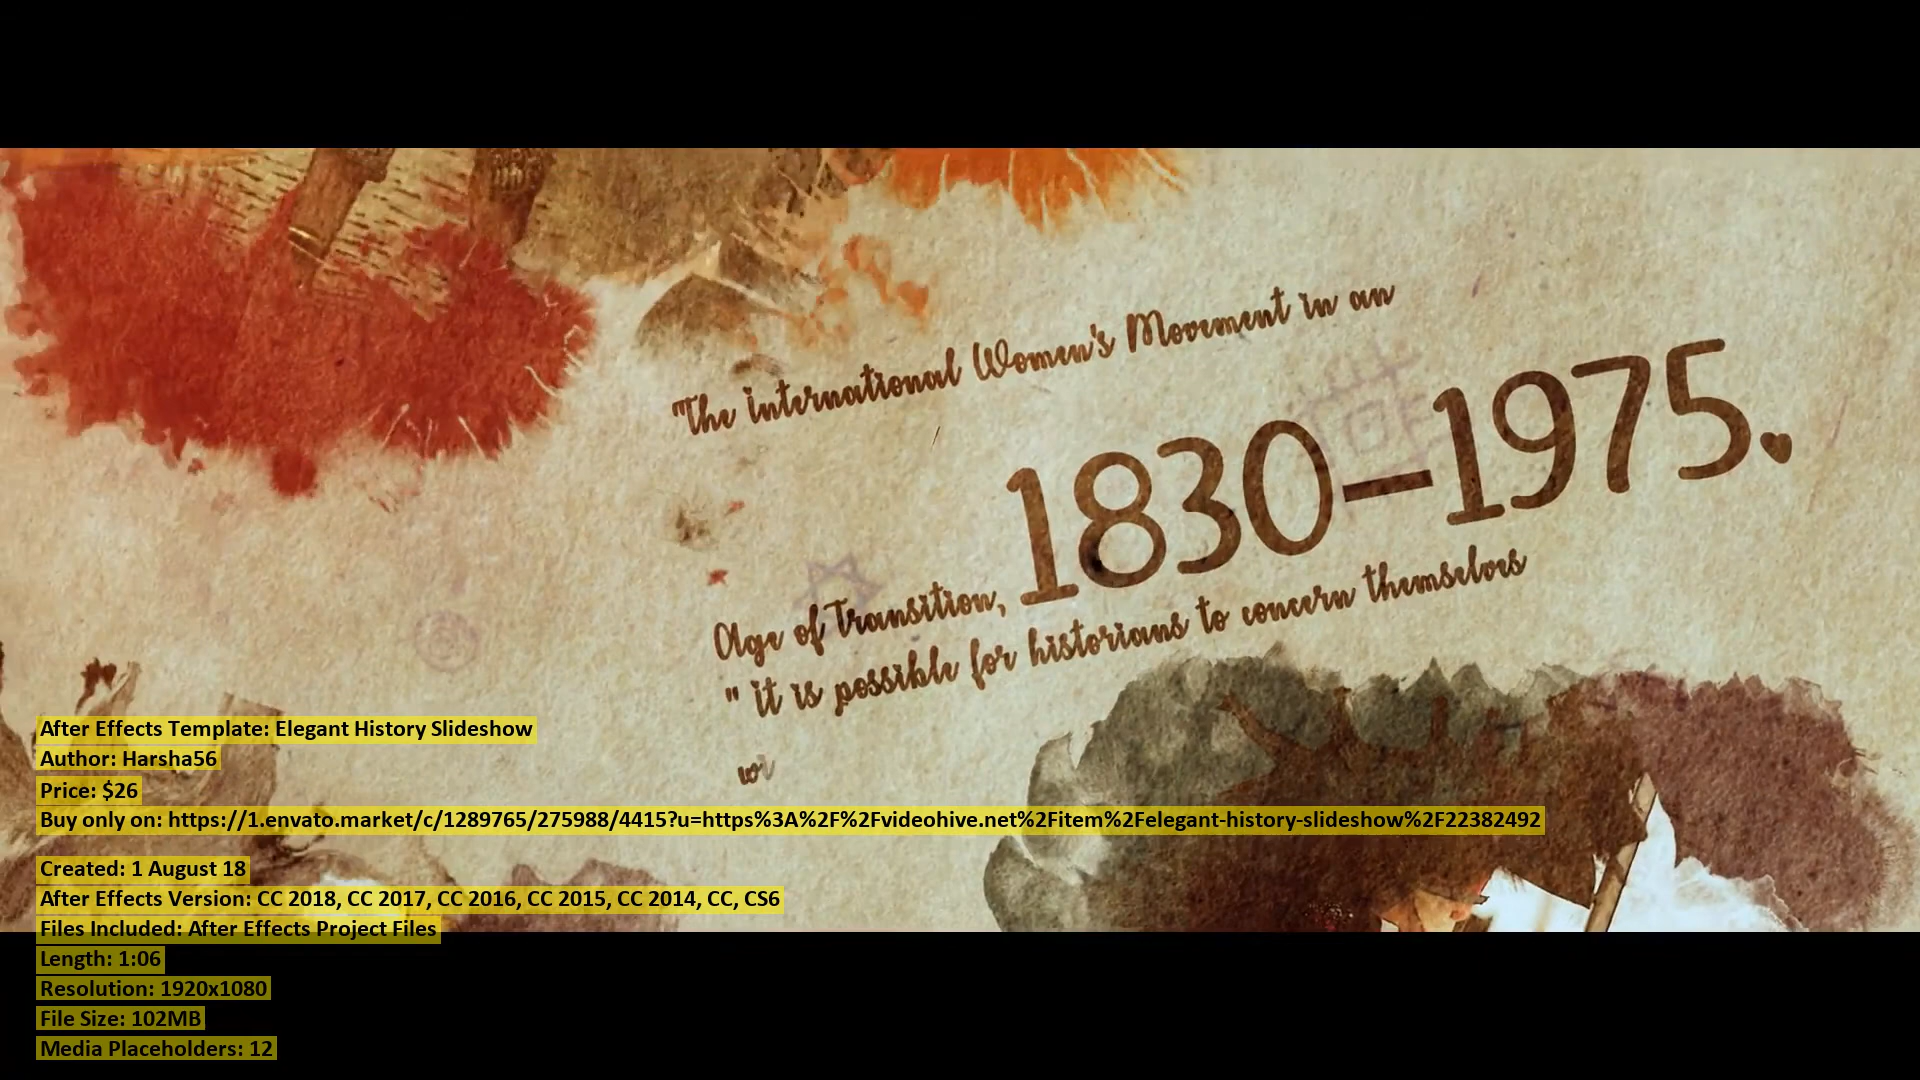 "The International Women's Movement in an
Age of Transition, 1830–1975.
" it is possible for historians to concern themselves
After Effects Template: Elegant History Slideshow
Author: Harsha56
Price: $26
Buy only on: https://1.envato.market/c/1289765/275988/4415?u=https%3A%2F%2Fvideohive.net%2Fitem%2Felegant-history-slideshow%2F22382492
Created: 1 August 18
After Effects Version: CC 2018, CC 2017, CC 2016, CC 2015, CC 2014, CC, CS6
Files Included: After Effects Project Files
Length: 1:06
Resolution: 1920x1080
File Size: 102MB
Media Placeholders: 12